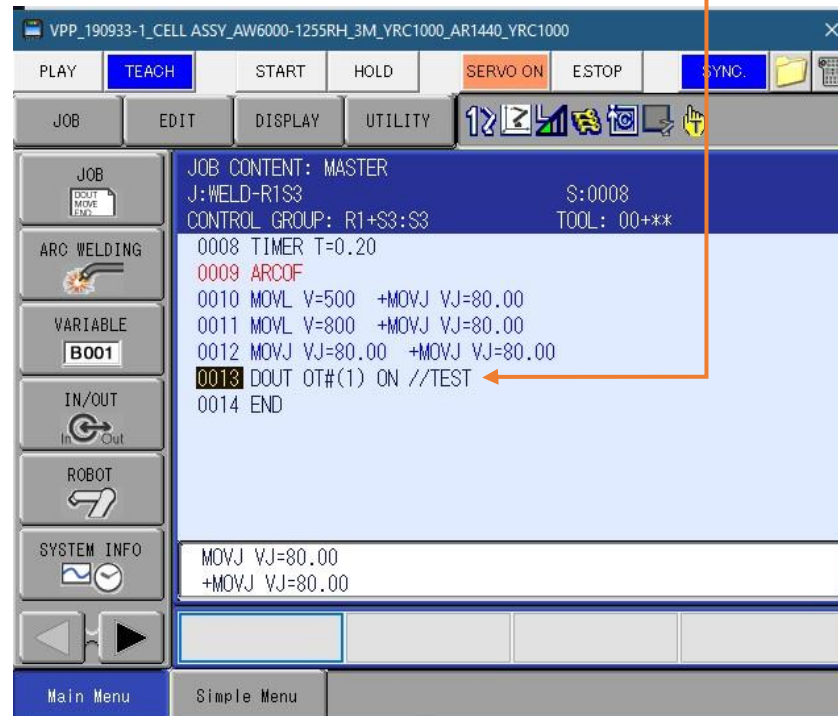 VPP_190933-1_CELL ASSY_AW6000-1255RH_3M_YRC1000_AR1440_YRC1000
PLAY TEACH START HOLD SERVO ON E.STOP SYNC.
JOB EDIT DISPLAY UTILITY
JOB
DOUT
MOVE
END
ARC WELDING
VARIABLE
B001
IN/OUT
In Out
ROBOT
SYSTEM INFO
JOB CONTENT: MASTER
J:WELD-R1S3 S:0008
CONTROL GROUP: R1+S3:S3 TOOL: 00+**
0008 TIMER T=0.20
0009 ARCOF
0010 MOVL V=500 +MOVJ VJ=80.00
0011 MOVL V=800 +MOVJ VJ=80.00
0012 MOVJ VJ=80.00 +MOVJ VJ=80.00
0013 DOUT OT#(1) ON //TEST
0014 END
MOVJ VJ=80.00
+MOVJ VJ=80.00
Main Menu Simple Menu